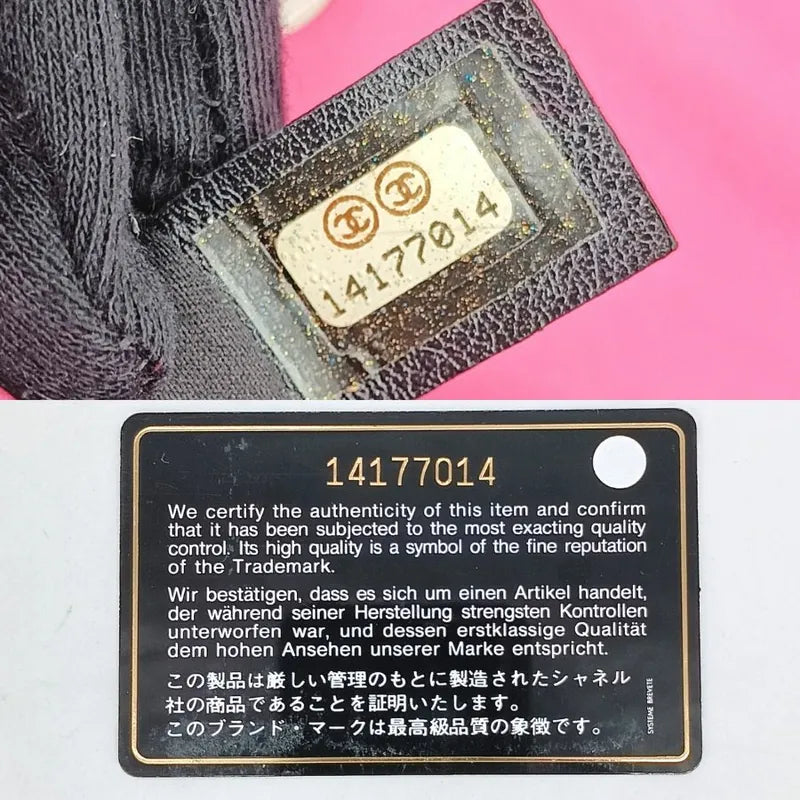 14177014
14177014
We certify the authenticity of this item and confirm
that it has been subjected to the most exacting quality
control. Its high quality is a symbol of the fine reputation
of the Trademark.
Wir bestätigen, dass es sich um einen Artikel handelt,
der während seiner Herstellung strengsten Kontrollen
unterworfen war, und dessen erstklassige Qualität
dem hohen Ansehen unserer Marke entspricht.
この製品は厳しい管理のもとに製造されたシャネル
社の商品であることを証明いたします。
このブランド・マークは最高級品質の象徴です。
SYSTEME BREVETE